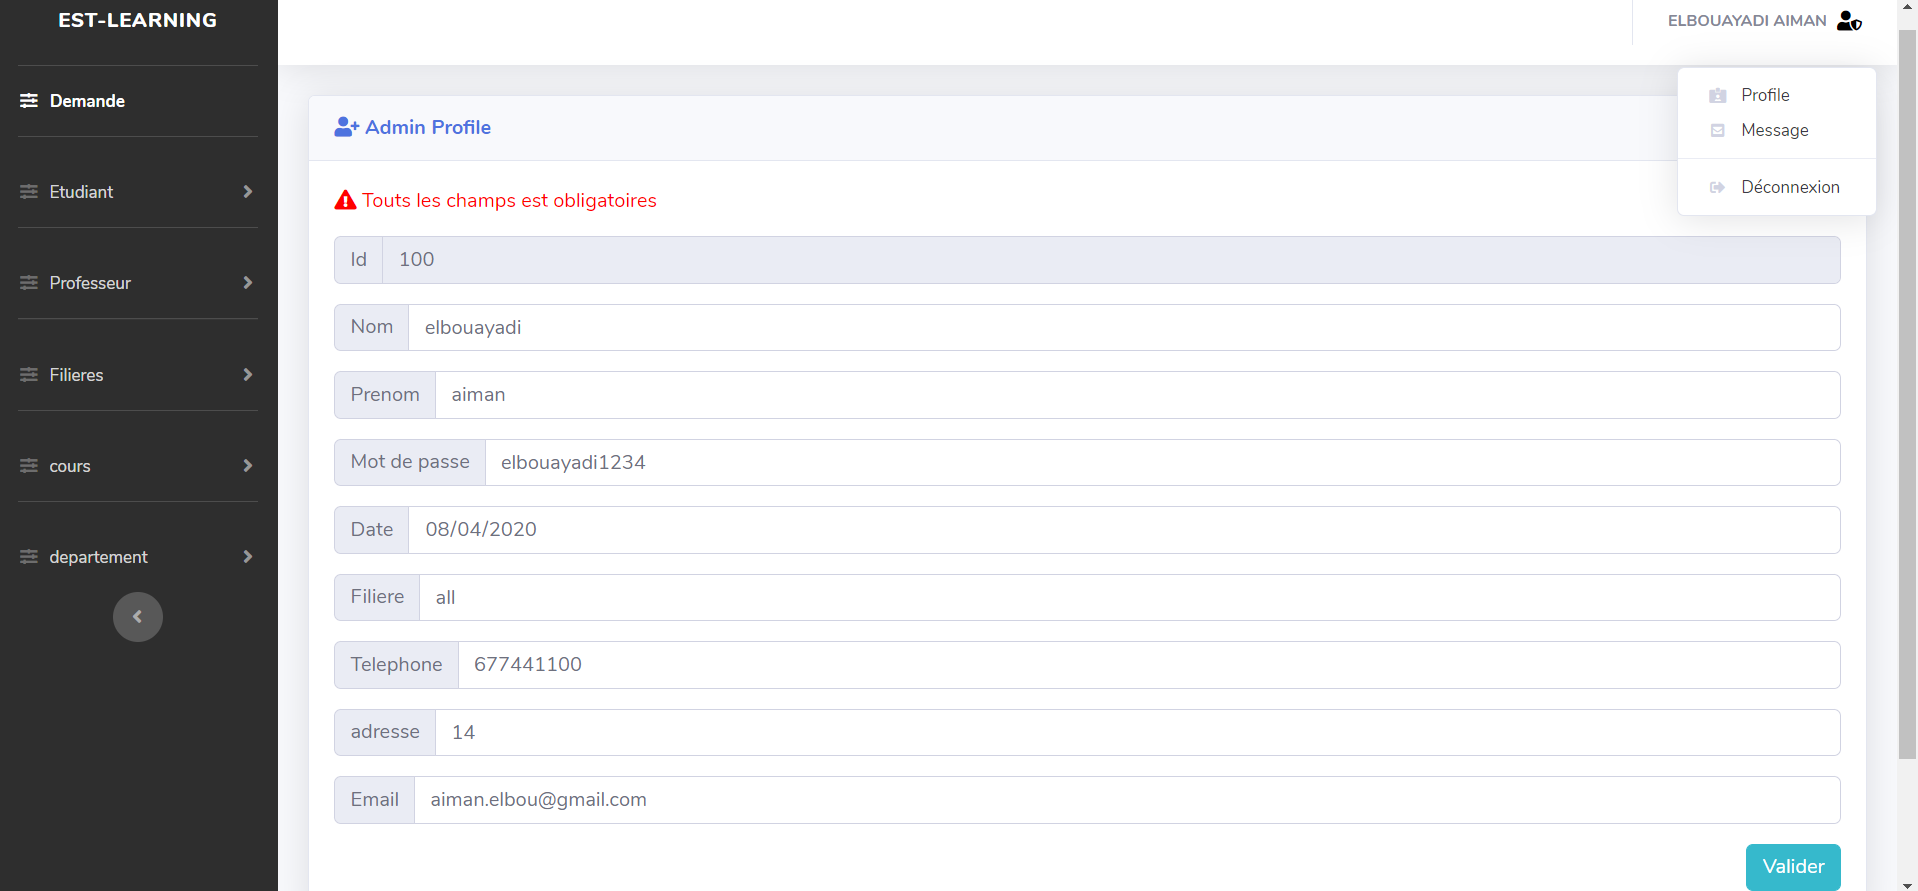 EST-LEARNING
ELBOUAYADI AIMAN
Demande
Etudiant
Professeur
Filieres
cours
departement
Profile
Message
Déconnexion
Admin Profile
Touts les champs est obligatoires
Id 100
Nom elbouayadi
Prenom aiman
Mot de passe elbouayadi1234
Date 08/04/2020
Filiere all
Telephone 677441100
adresse 14
Email aiman.elbou@gmail.com
Valider